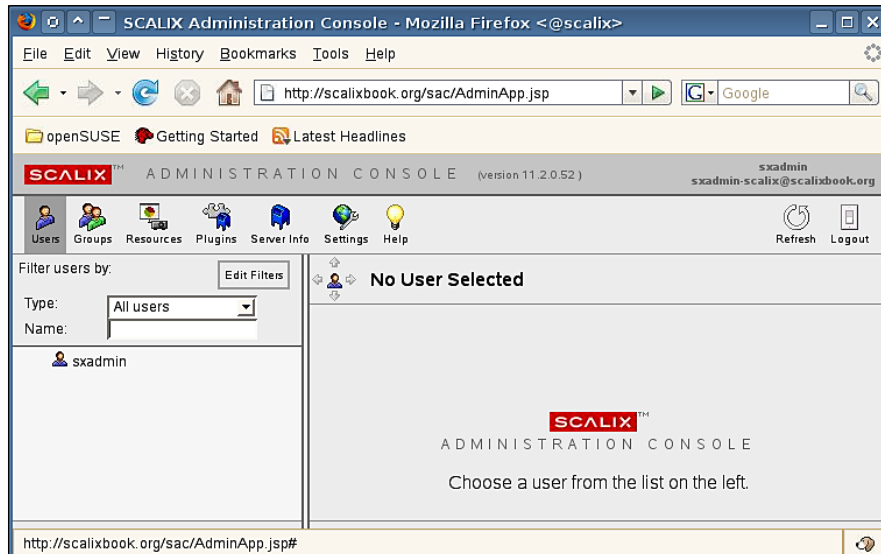 SCALIX Administration Console - Mozilla Firefox <@scalix>
File Edit View History Bookmarks Tools Help
http://scalixbook.org/sac/AdminApp.jsp
G Google
openSUSE Getting Started Latest Headlines
SCALIX™ ADMINISTRATION CONSOLE (version 11.2.0.52 )
sxadmin
sxadmin-scalix@scalixbook.org
Users Groups Resources Plugins Server Info Settings Help Refresh Logout
Filter users by: Edit Filters
No User Selected
Type: All users
Name:
sxadmin
SCALIX™
ADMINISTRATION CONSOLE
Choose a user from the list on the left.
http://scalixbook.org/sac/AdminApp.jsp#